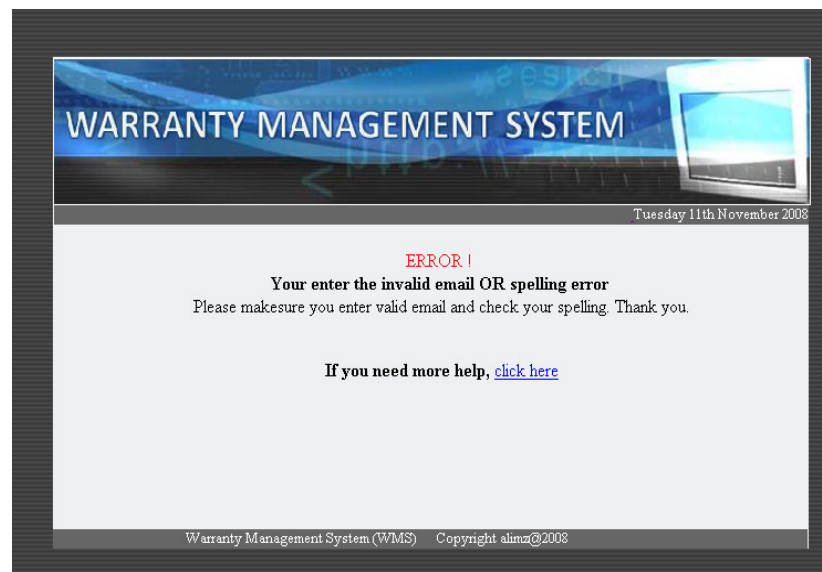 #search
WARRANTY MANAGEMENT SYSTEM
<http://
Tuesday 11th November 2008
ERROR !
Your enter the invalid email OR spelling error
Please makesure you enter valid email and check your spelling. Thank you.
If you need more help, click here
Warranty Management System (WMS) Copyright alimz@2008